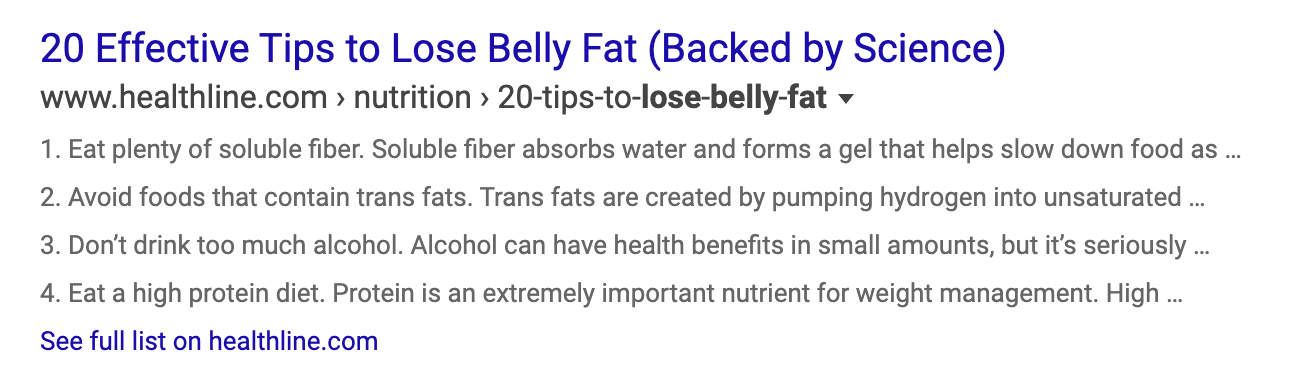 20 Effective Tips to Lose Belly Fat (Backed by Science)
www.healthline.com › nutrition › 20-tips-to-lose-belly-fat
1. Eat plenty of soluble fiber. Soluble fiber absorbs water and forms a gel that helps slow down food as ...
2. Avoid foods that contain trans fats. Trans fats are created by pumping hydrogen into unsaturated ...
3. Don’t drink too much alcohol. Alcohol can have health benefits in small amounts, but it’s seriously ...
4. Eat a high protein diet. Protein is an extremely important nutrient for weight management. High ...
See full list on healthline.com